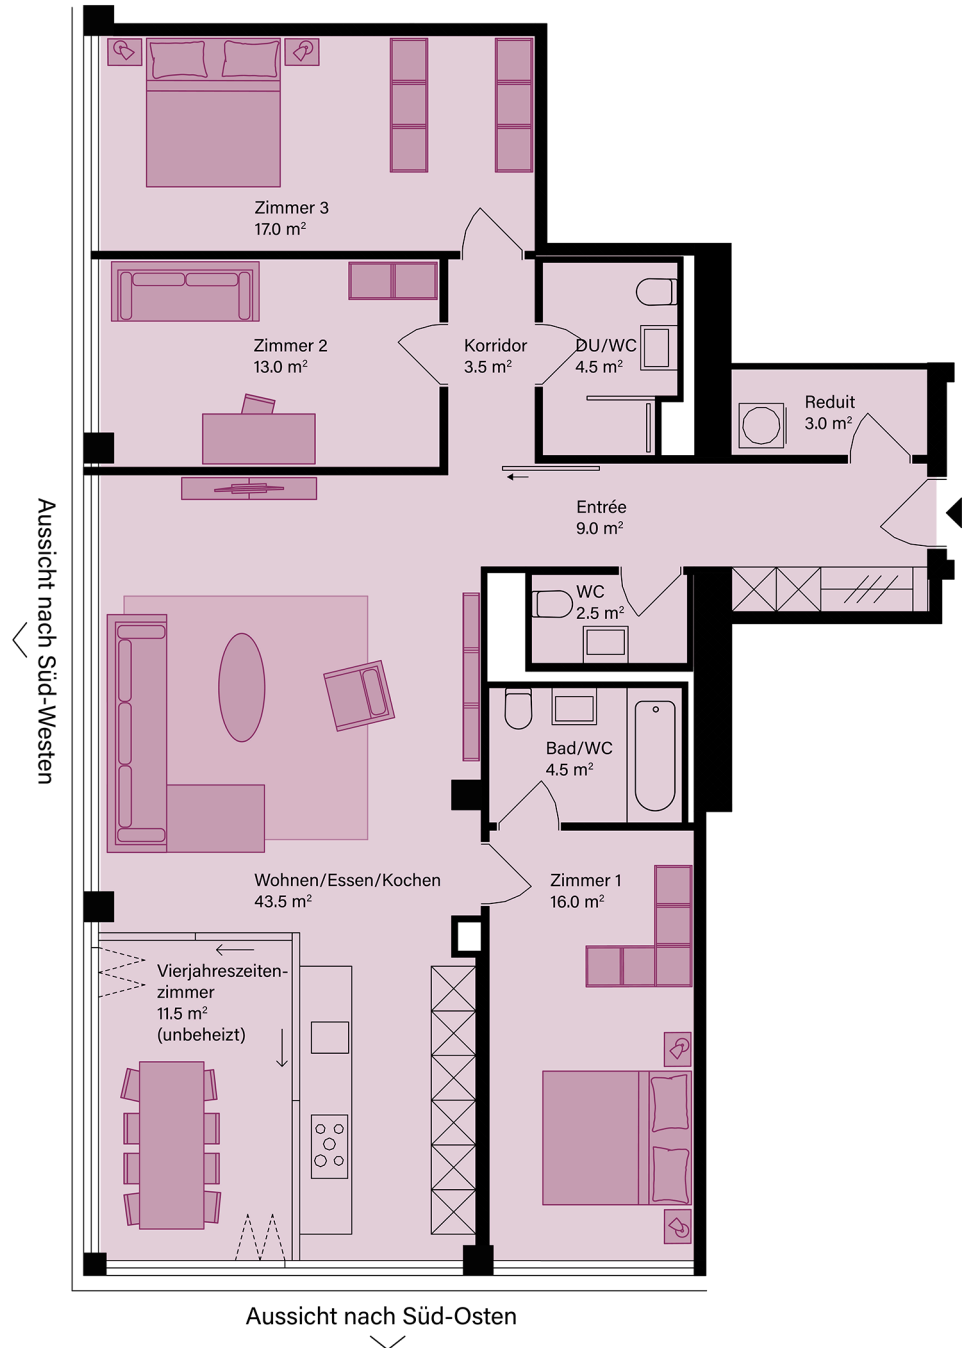 Zimmer 3
17.0 m²
Zimmer 2
13.0 m²
Korridor
3.5 m²
DU/WC
4.5 m²
Reduit
3.0 m²
Entrée
9.0 m²
WC
2.5 m²
Aussicht nach Süd-Westen
Bad/WC
4.5 m²
Wohnen/Essen/Kochen
43.5 m²
Zimmer 1
16.0 m²
Vierjahreszeiten-
zimmer
11.5 m²
(unbeheizt)
Aussicht nach Süd-Osten